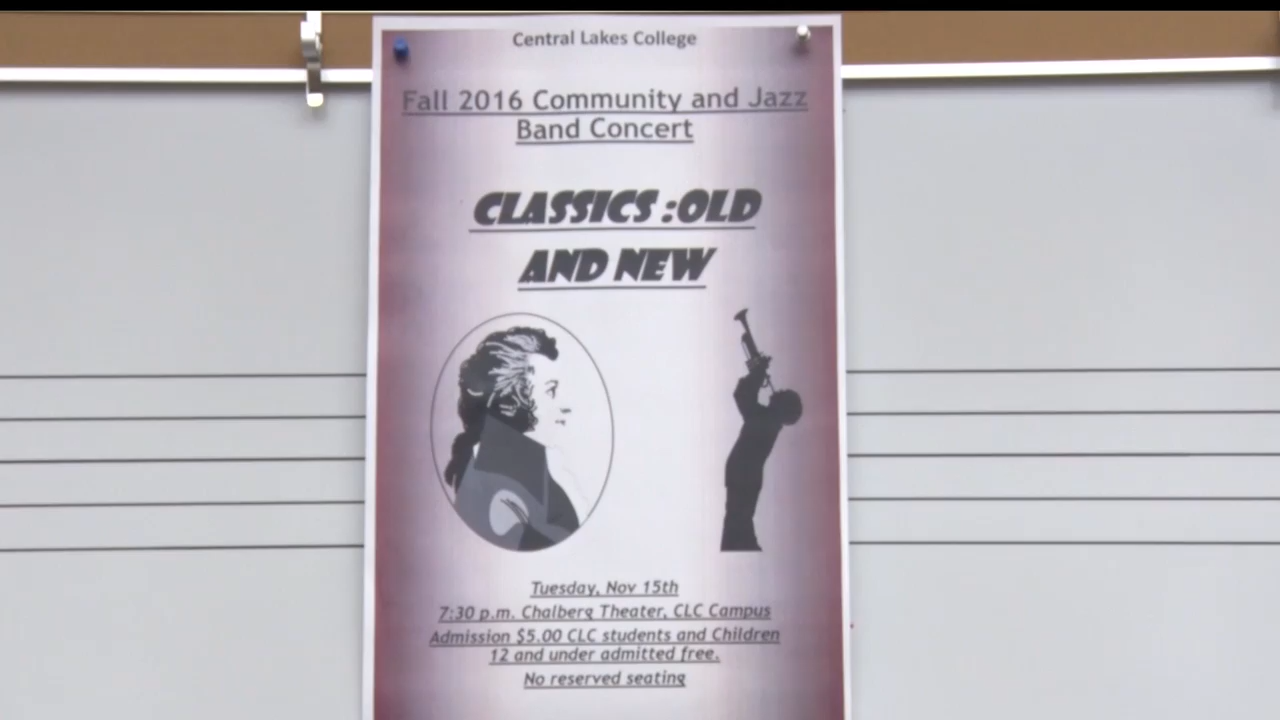 Central Lakes College
Fall 2016 Community and Jazz
Band Concert
CLASSICS :OLD
AND NEW
Tuesday, Nov 15th
7:30 p.m. Chalberg Theater, CLC Campus
Admission $5.00 CLC students and Children
12 and under admitted free.
No reserved seating